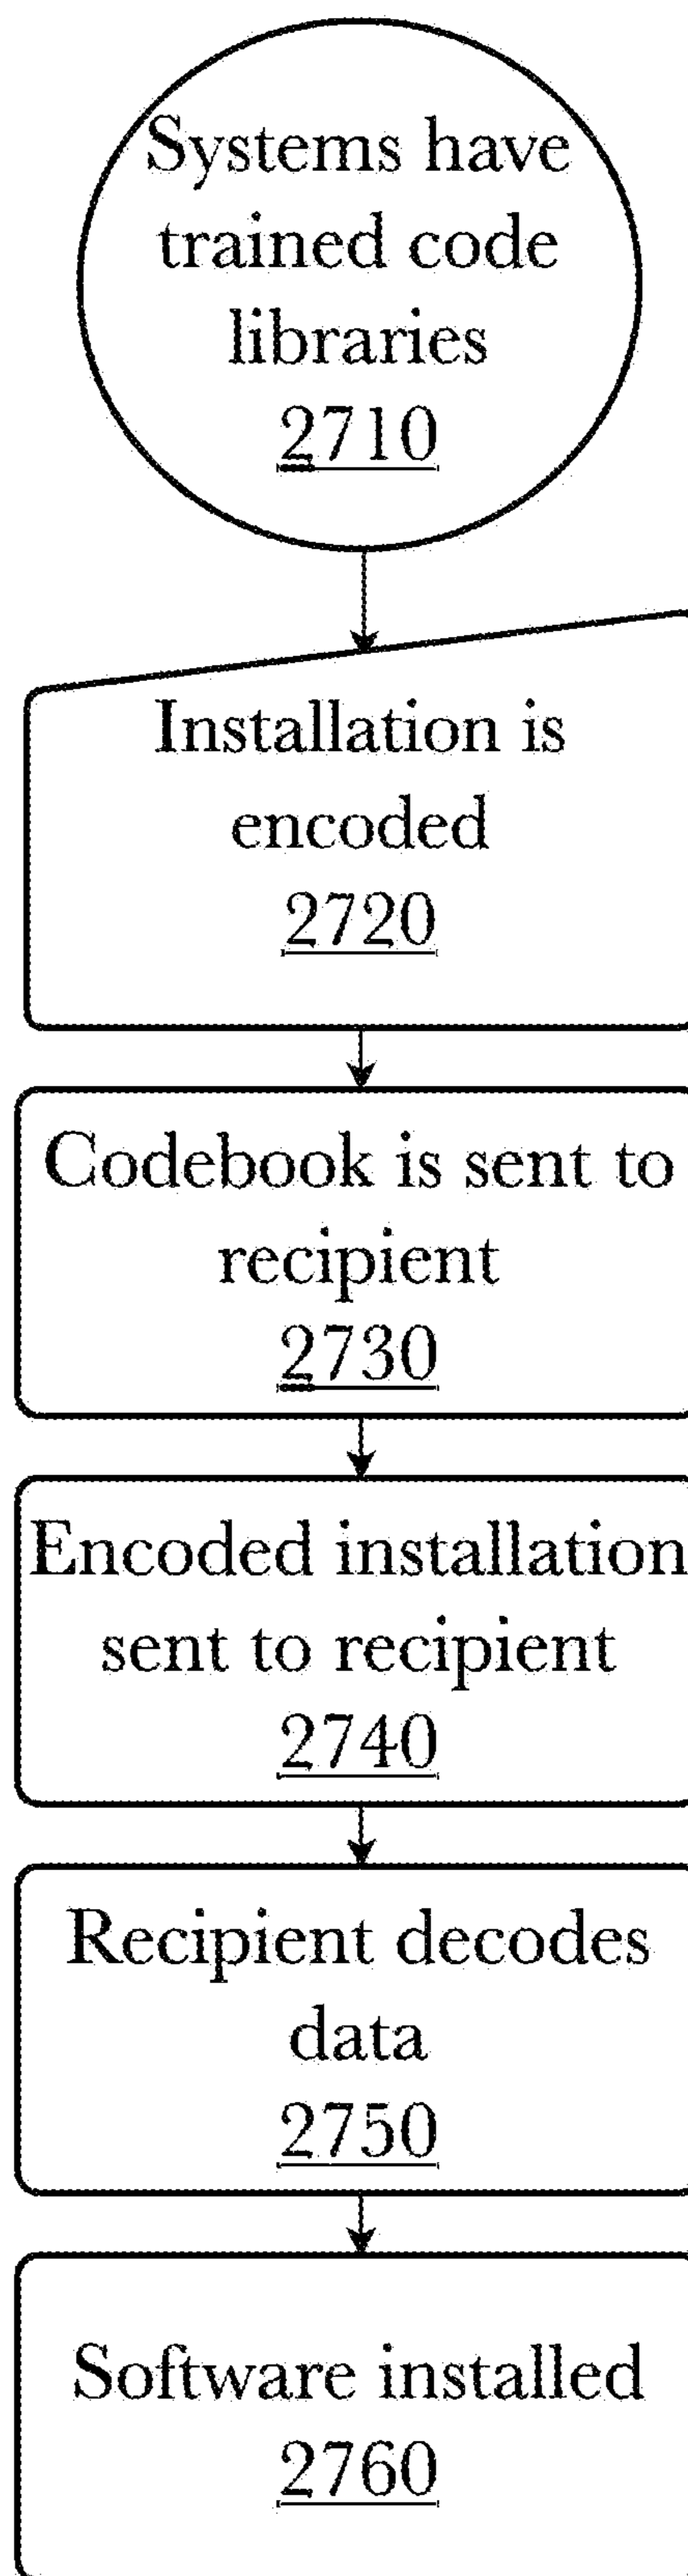 Systems have
trained code
libraries
2710
Installation is
encoded
2720
Codebook is sent to
recipient
2730
Encoded installation
sent to recipient
2740
Recipient decodes
data
2750
Software installed
2760